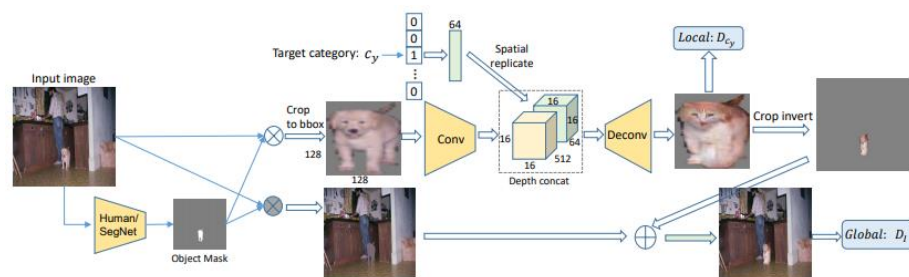 Input image
Human/
SegNet
Object Mask
Target category: c_y
0
0
1
⋮
0
64
Spatial
replicate
Crop
to bbox
128
128
Conv
16
16
16
16
64
512
Depth concat
Deconv
Local: D_{c_y}
Crop invert
Global: D_I